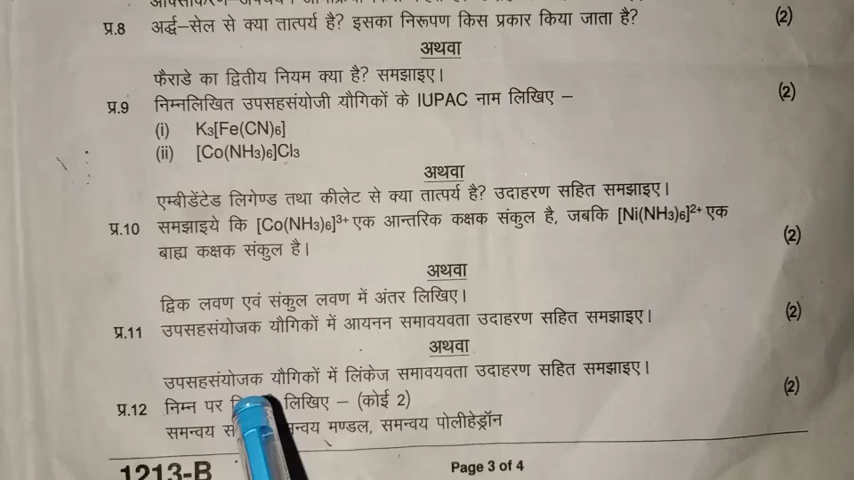 प्र.8 अर्द्ध–सेल से क्या तात्पर्य है? इसका निरूपण किस प्रकार किया जाता है? (2)
अथवा
फैराडे का द्वितीय नियम क्या है? समझाइए।
प्र.9 निम्नलिखित उपसहसंयोजी यौगिकों के IUPAC नाम लिखिए – (2)
(i) K3[Fe(CN)6]
(ii) [Co(NH3)6]Cl3
अथवा
एम्बीडेंटेड लिगेण्ड तथा कीलेट से क्या तात्पर्य है? उदाहरण सहित समझाइए।
प्र.10 समझाइये कि [Co(NH3)6]3+ एक आन्तरिक कक्षक संकुल है, जबकि [Ni(NH3)6]2+ एक
बाह्य कक्षक संकुल है। (2)
अथवा
द्विक लवण एवं संकुल लवण में अंतर लिखिए।
प्र.11 उपसहसंयोजक यौगिकों में आयनन समावयवता उदाहरण सहित समझाइए। (2)
अथवा
उपसहसंयोजक यौगिकों में लिंकेज समावयवता उदाहरण सहित समझाइए।
प्र.12 निम्न पर लिखिए – (कोई 2) (2)
समन्वय मण्डल, समन्वय पोलीहेड्रॉन
1213-B Page 3 of 4